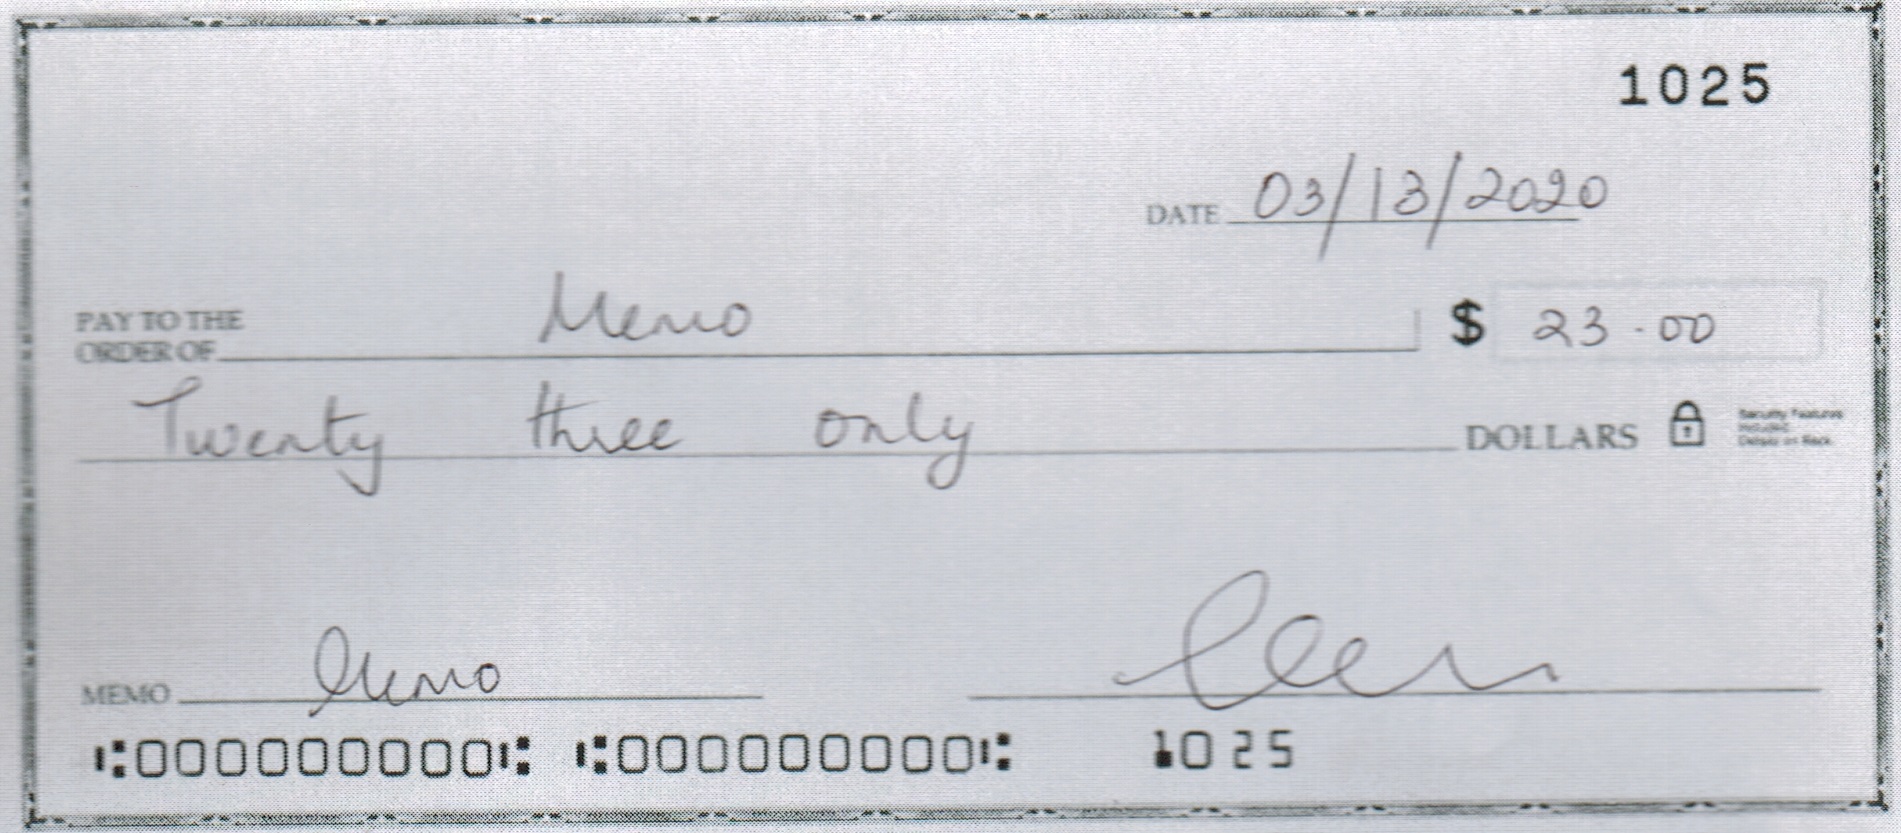 1025
DATE 03/13/2020
PAY TO THE
ORDER OF Memo $ 23.00
Twenty three only DOLLARS
Security Features
Included.
Details on Back.
MEMO Memo
⑆000000000⑆ ⑆000000000⑆ 1025